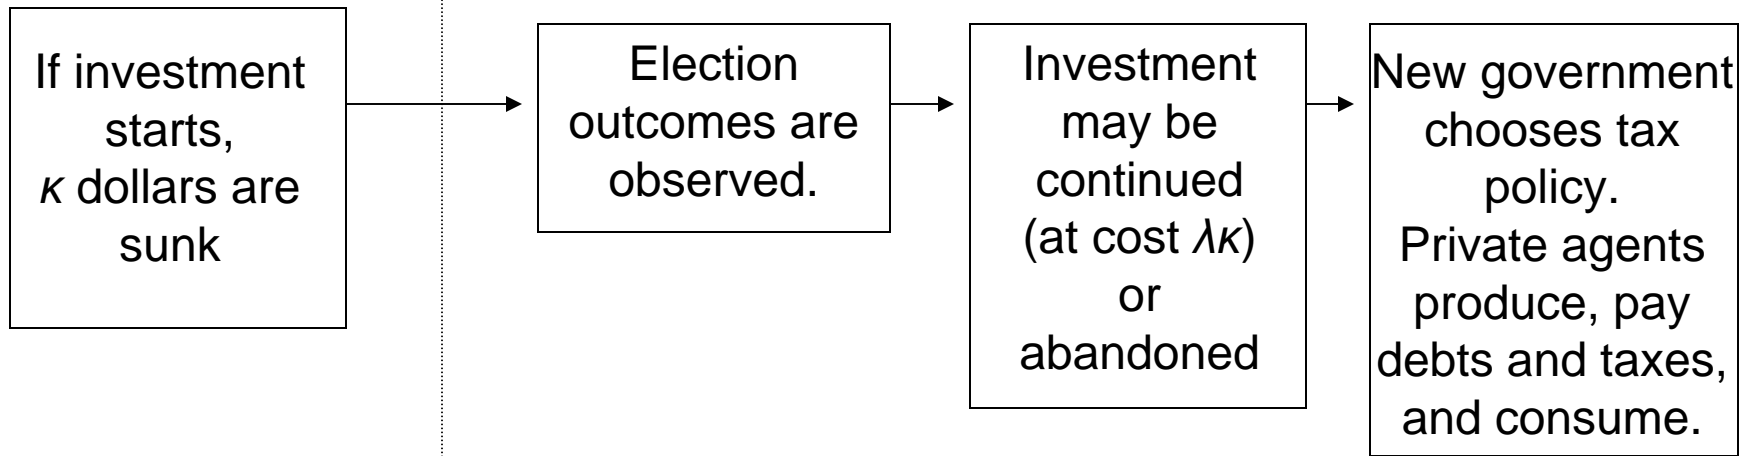 If investment
starts,
κ dollars are
sunk
Election
outcomes are
observed.
Investment
may be
continued
(at cost λκ)
or
abandoned
New government
chooses tax
policy.
Private agents
produce, pay
debts and taxes,
and consume.